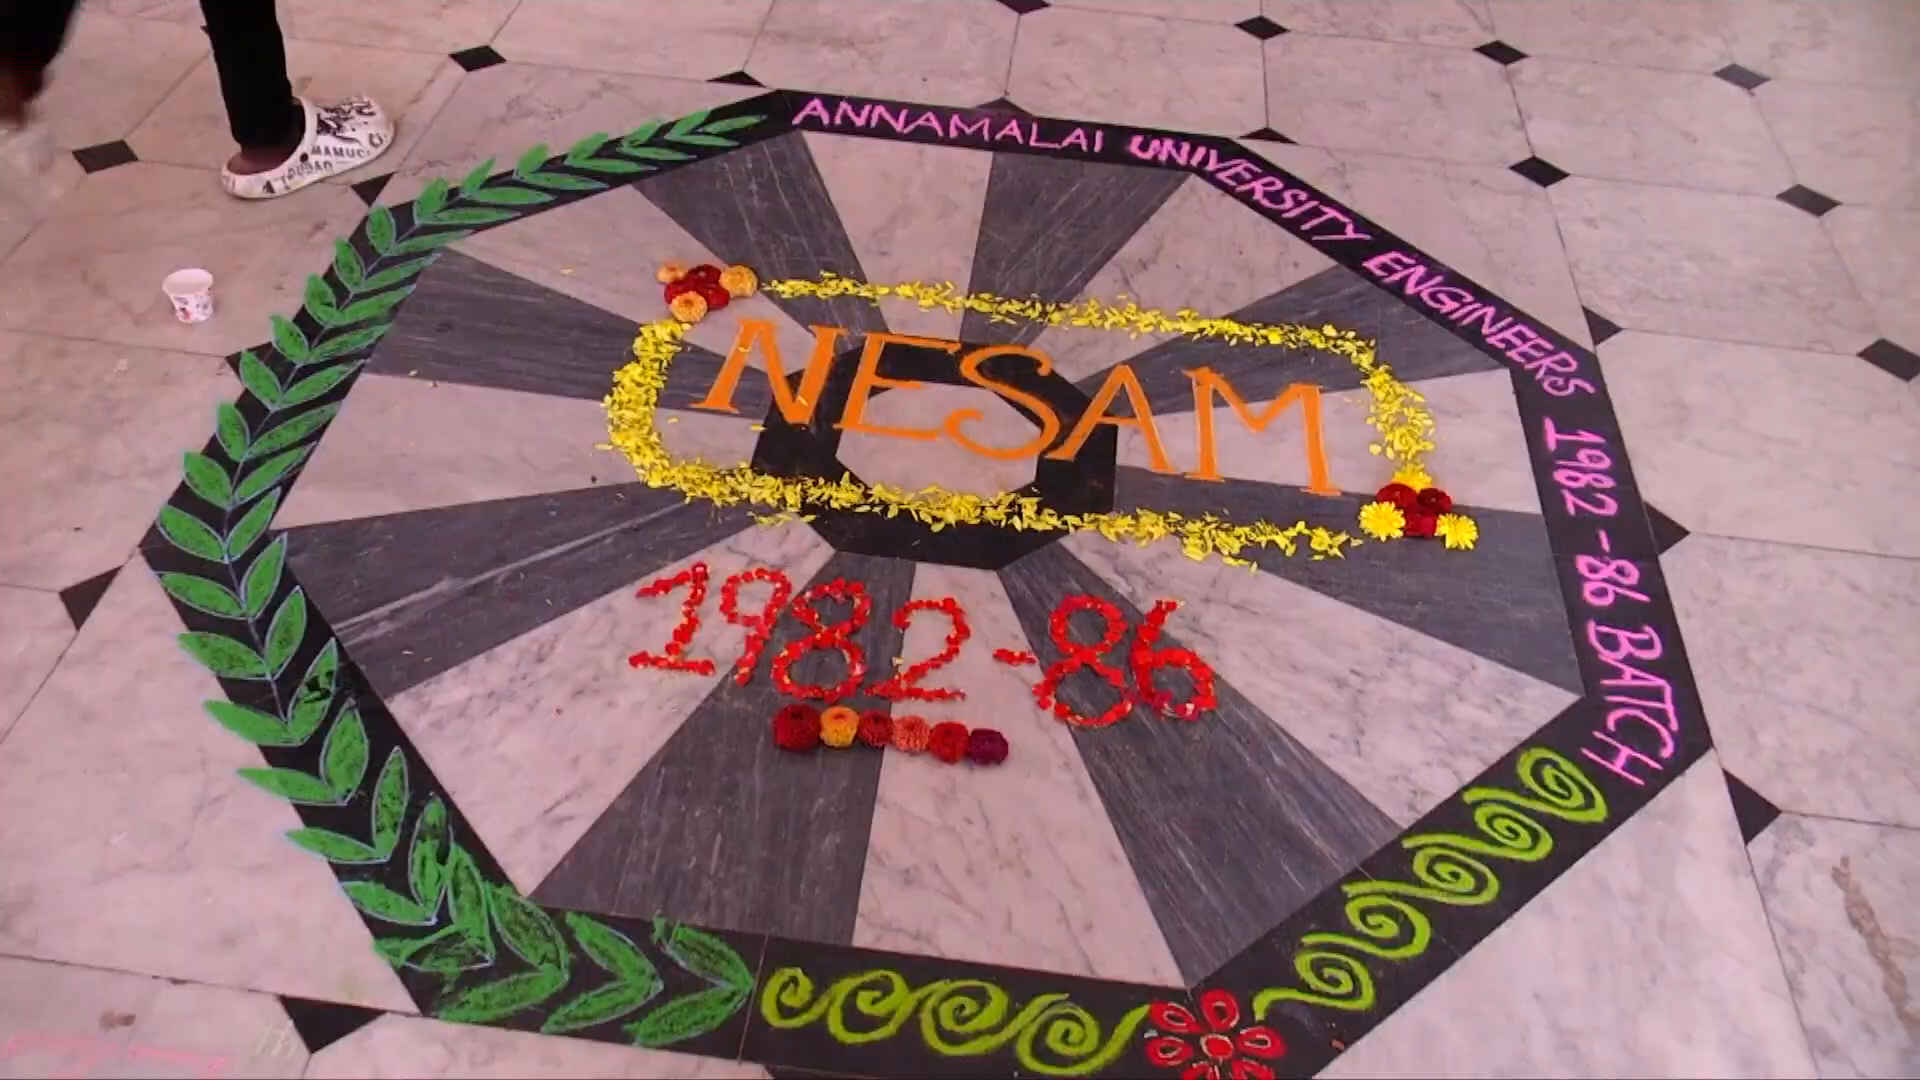 ANNAMALAI UNIVERSITY ENGINEERS 1982-86 BATCH
NESAM
1982-86